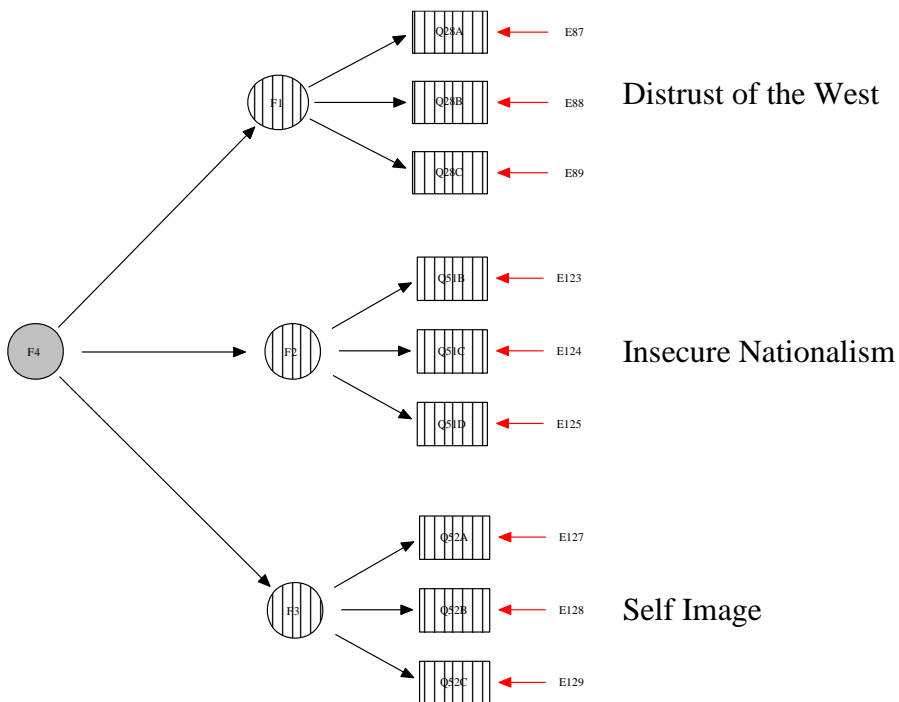 Q28A E87
F1 Q28B E88 Distrust of the West
Q28C E89
Q51B E123
F4 F2 Q51C E124 Insecure Nationalism
Q51D E125
Q52A E127
F3 Q52B E128 Self Image
Q52C E129